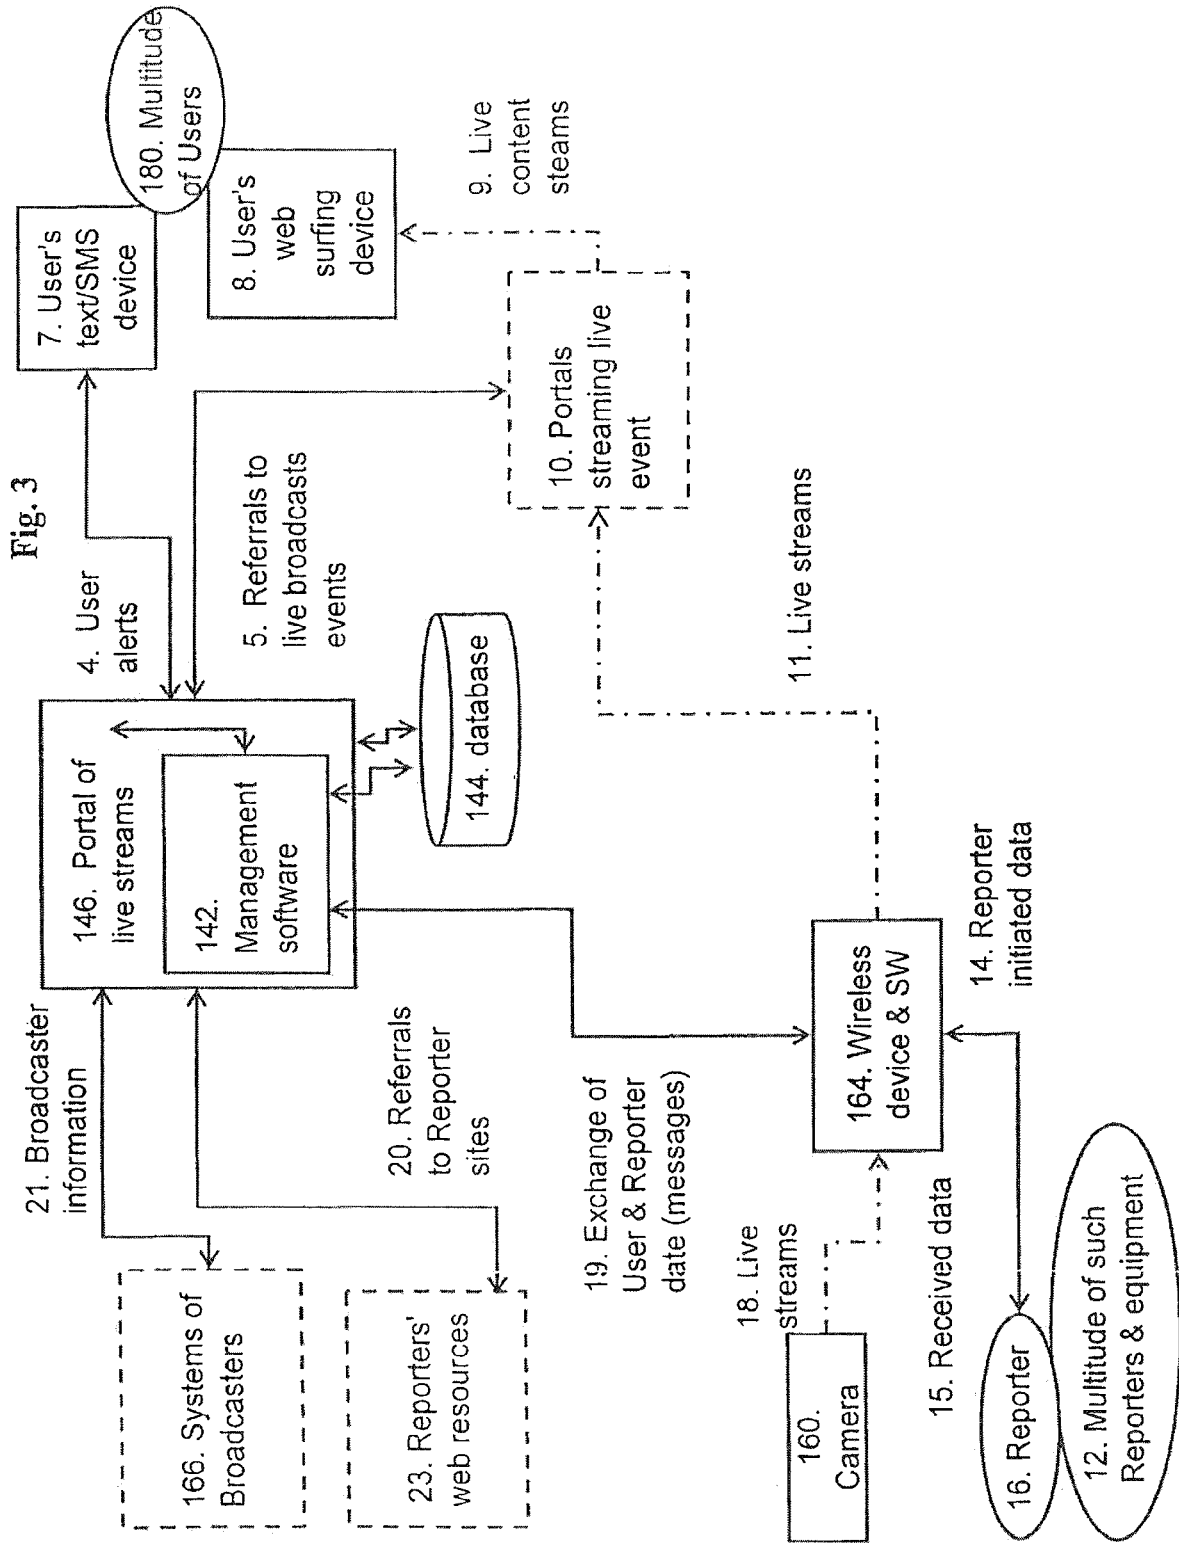 Fig. 3
166. Systems of
Broadcasters
21. Broadcaster
information
146. Portal of
live streams
142.
Management
software
4. User
alerts
7. User's
text/SMS
device
180. Multitude
of Users
8. User's
web
surfing
device
23. Reporters'
web resources
20. Referrals
to Reporter
sites
5. Referrals to
live broadcasts
events
144. database
9. Live
content
steams
10. Portals
streaming live
event
19. Exchange of
User & Reporter
date (messages)
18. Live
streams
160.
Camera
164. Wireless
device & SW
11. Live streams
15. Received data
14. Reporter
initiated data
16. Reporter
12. Multitude of such
Reporters & equipment